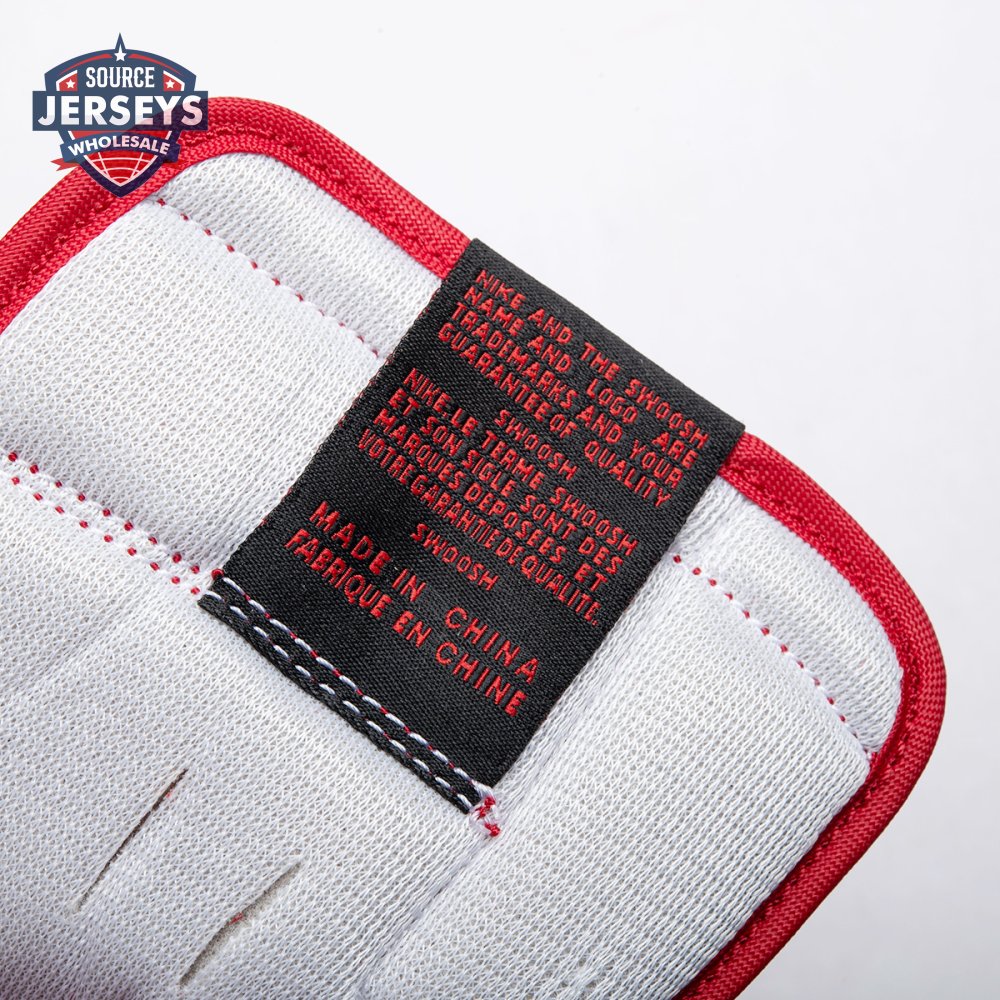 SOURCE
JERSEYS
WHOLESALE
NIKE AND THE SWOOSH
NAME AND LOGO ARE
TRADEMARKS AND YOUR
GUARANTEE OF QUALITY
SWOOSH
NIKE, LE TERME SWOOSH
ET SON SIGLE SONT DES
MARQUES DEPOSEES ET
VOTRE GARANTIE DE QUALITE.
SWOOSH
MADE IN CHINA
FABRIQUE EN CHINE